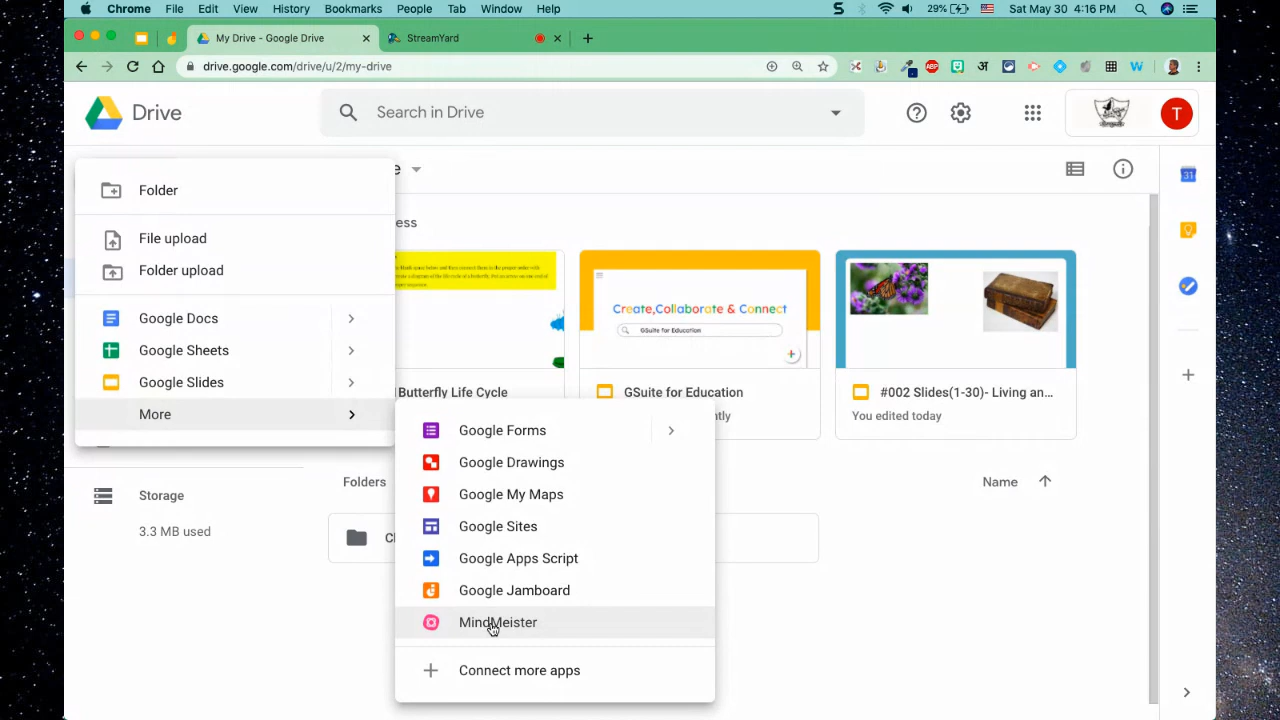 Chrome File Edit View History Bookmarks People Tab Window Help
29% Sat May 30 4:16 PM
My Drive - Google Drive
StreamYard
drive.google.com/drive/u/2/my-drive
ABP
अ
W
Drive
Search in Drive
T
e
31
Folder
ess
File upload
Folder upload
Create,Collaborate & Connect
GSuite for Education
Google Docs
Google Sheets
Google Slides
Butterfly Life Cycle
GSuite for Education
#002 Slides(1-30)- Living an...
More
ntly
You edited today
Google Forms
Google Drawings
Folders
Name
Google My Maps
Storage
Google Sites
3.3 MB used
Google Apps Script
Google Jamboard
MindMeister
Connect more apps